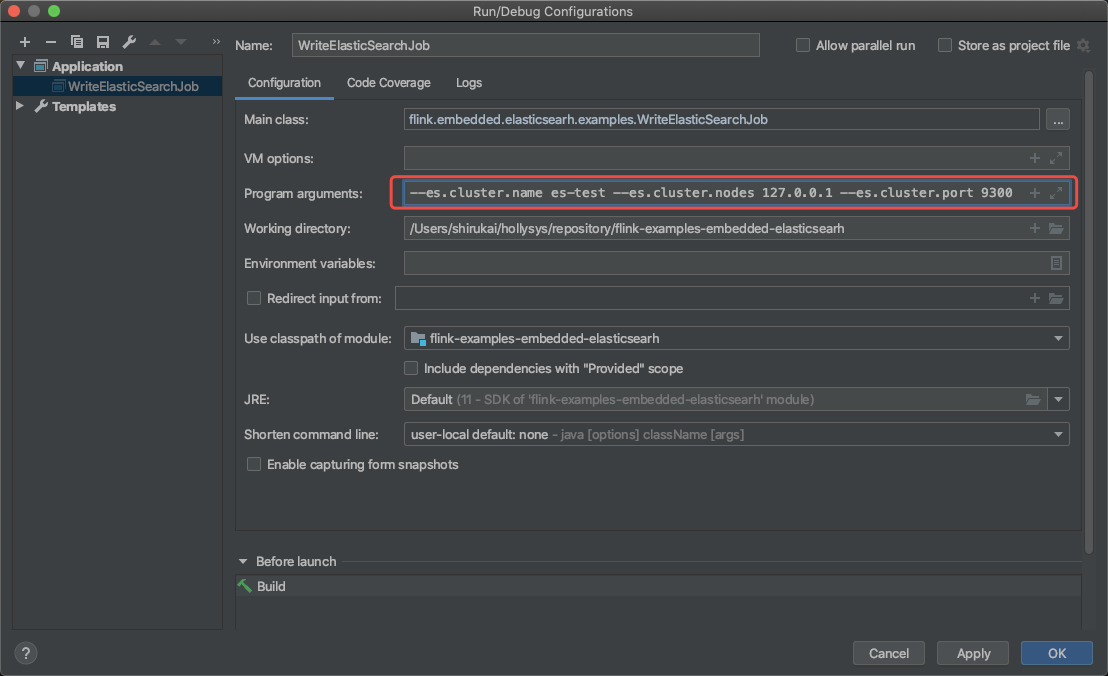 Run/Debug Configurations
Name: WriteElasticSearchJob Allow parallel run Store as project file
Application
WriteElasticSearchJob
Templates
Configuration Code Coverage Logs
Main class: flink.embedded.elasticsearh.examples.WriteElasticSearchJob ...
VM options:
Program arguments: --es.cluster.name es-test --es.cluster.nodes 127.0.0.1 --es.cluster.port 9300
Working directory: /Users/shirukai/hollysys/repository/flink-examples-embedded-elasticsearh
Environment variables:
Redirect input from:
Use classpath of module: flink-examples-embedded-elasticsearh
Include dependencies with "Provided" scope
JRE: Default (11 - SDK of 'flink-examples-embedded-elasticsearh' module)
Shorten command line: user-local default: none - java [options] className [args]
Enable capturing form snapshots
Before launch
Build
? Cancel Apply OK